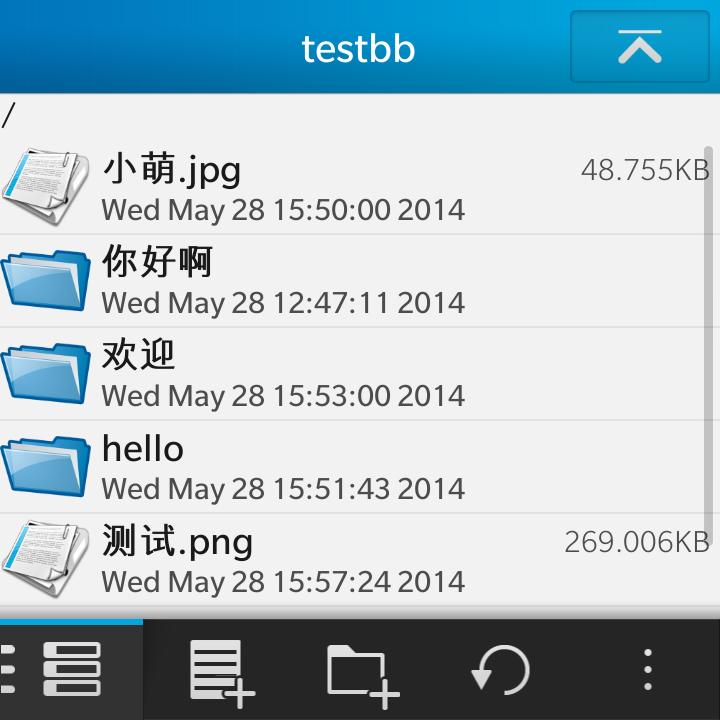 testbb
/
小萌.jpg 48.755KB
Wed May 28 15:50:00 2014
你好啊
Wed May 28 12:47:11 2014
欢迎
Wed May 28 15:53:00 2014
hello
Wed May 28 15:51:43 2014
测试.png 269.006KB
Wed May 28 15:57:24 2014